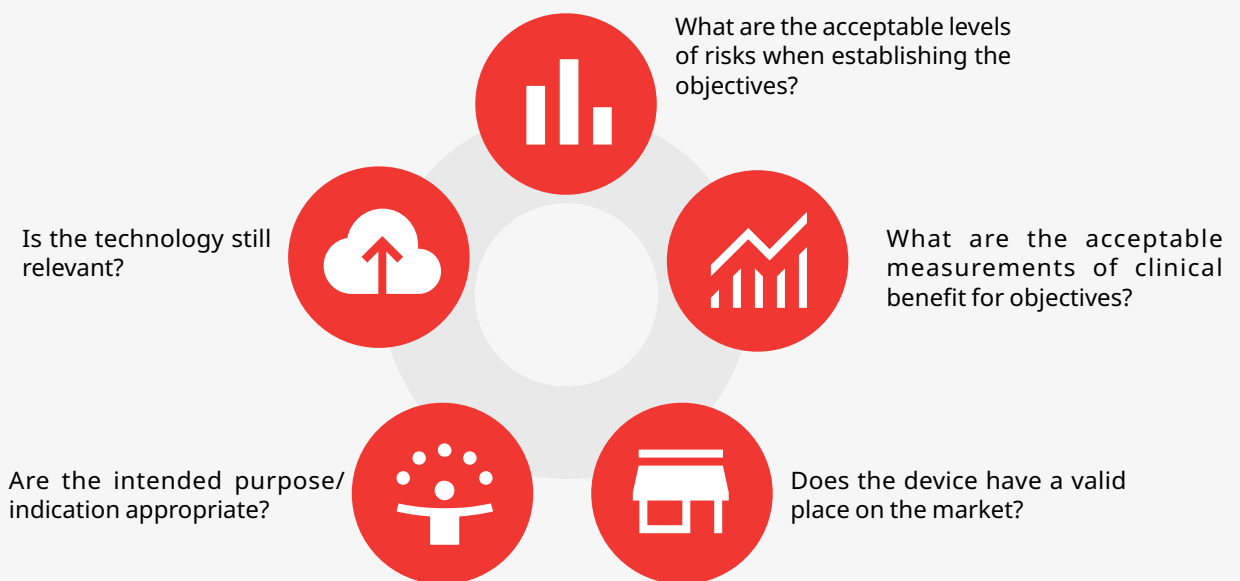 What are the acceptable levels
of risks when establishing the
objectives?
Is the technology still
relevant?
What are the acceptable
measurements of clinical
benefit for objectives?
Are the intended purpose/
indication appropriate?
Does the device have a valid
place on the market?